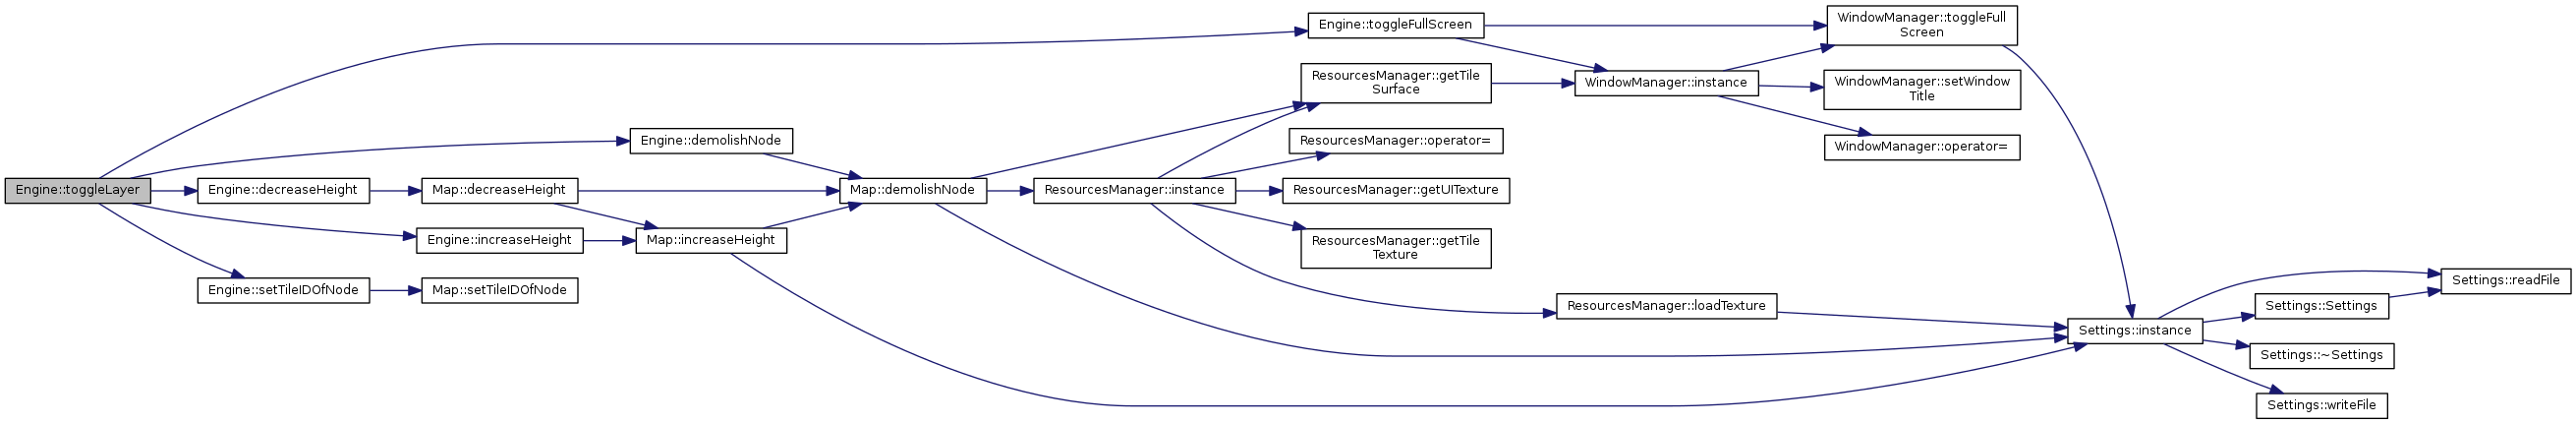 Engine::toggleLayer
Engine::toggleFullScreen
Engine::demolishNode
Engine::decreaseHeight
Engine::increaseHeight
Engine::setTileIDOfNode
Map::decreaseHeight
Map::setTileIDOfNode
Map::increaseHeight
Map::demolishNode
ResourcesManager::instance
ResourcesManager::getTile
Surface
ResourcesManager::operator=
ResourcesManager::getUITexture
ResourcesManager::getTile
Texture
ResourcesManager::loadTexture
WindowManager::instance
WindowManager::toggleFull
Screen
WindowManager::setWindow
Title
WindowManager::operator=
Settings::instance
Settings::readFile
Settings::Settings
Settings::~Settings
Settings::writeFile